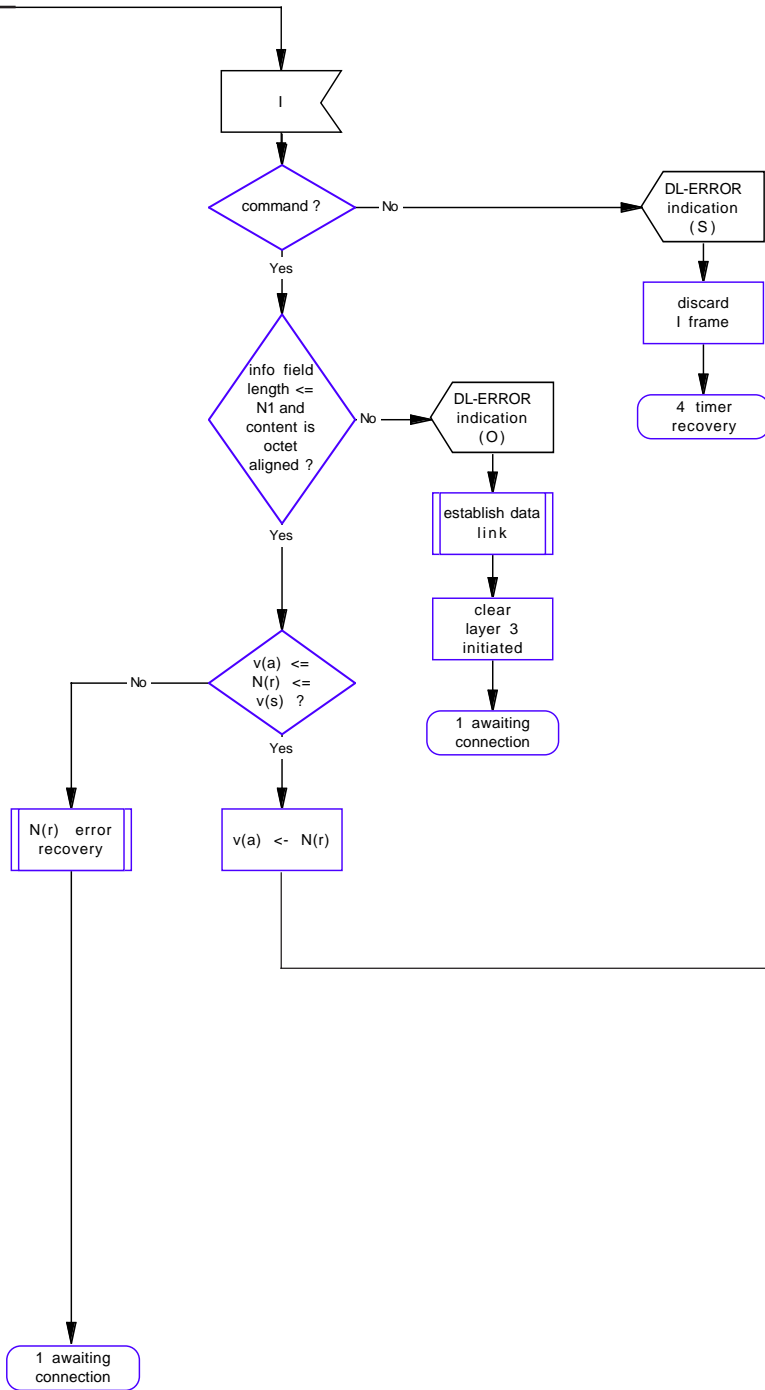 I
command ?
No
DL-ERROR
indication
(S)
Yes
discard
I frame
info field
length <=
N1 and
content is
octet
aligned ?
No
DL-ERROR
indication
(O)
4 timer
recovery
establish data
link
Yes
clear
layer 3
initiated
v(a) <=
N(r) <=
v(s) ?
No
1 awaiting
connection
Yes
N(r) error
recovery
v(a) <- N(r)
1 awaiting
connection